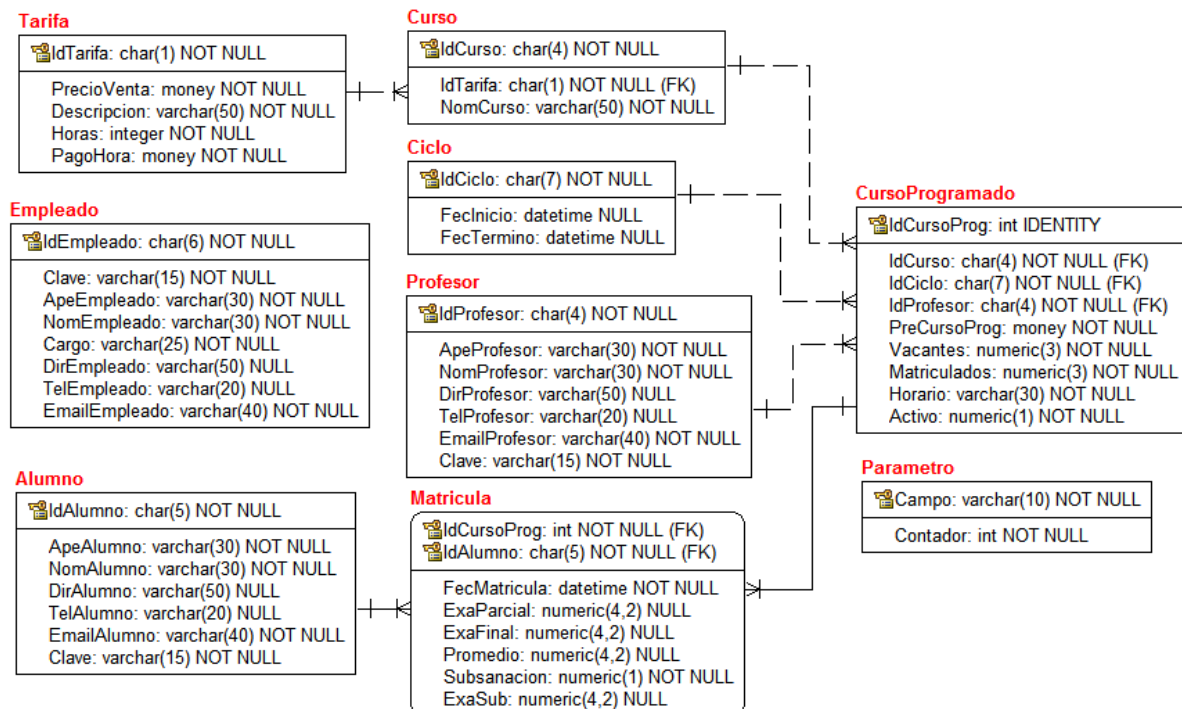 Tarifa
IdTarifa: char(1) NOT NULL
PrecioVenta: money NOT NULL
Descripcion: varchar(50) NOT NULL
Horas: integer NOT NULL
PagoHora: money NOT NULL
Curso
IdCurso: char(4) NOT NULL
IdTarifa: char(1) NOT NULL (FK)
NomCurso: varchar(50) NOT NULL
Ciclo
IdCiclo: char(7) NOT NULL
FecInicio: datetime NULL
FecTermino: datetime NULL
CursoProgramado
IdCursoProg: int IDENTITY
IdCurso: char(4) NOT NULL (FK)
IdCiclo: char(7) NOT NULL (FK)
IdProfesor: char(4) NOT NULL (FK)
PreCursoProg: money NOT NULL
Vacantes: numeric(3) NOT NULL
Matriculados: numeric(3) NOT NULL
Horario: varchar(30) NOT NULL
Activo: numeric(1) NOT NULL
Empleado
IdEmpleado: char(6) NOT NULL
Clave: varchar(15) NOT NULL
ApeEmpleado: varchar(30) NOT NULL
NomEmpleado: varchar(30) NOT NULL
Cargo: varchar(25) NOT NULL
DirEmpleado: varchar(50) NULL
TelEmpleado: varchar(20) NULL
EmailEmpleado: varchar(40) NOT NULL
Profesor
IdProfesor: char(4) NOT NULL
ApeProfesor: varchar(30) NOT NULL
NomProfesor: varchar(30) NOT NULL
DirProfesor: varchar(50) NULL
TelProfesor: varchar(20) NULL
EmailProfesor: varchar(40) NOT NULL
Clave: varchar(15) NOT NULL
Alumno
IdAlumno: char(5) NOT NULL
ApeAlumno: varchar(30) NOT NULL
NomAlumno: varchar(30) NOT NULL
DirAlumno: varchar(50) NULL
TelAlumno: varchar(20) NULL
EmailAlumno: varchar(40) NOT NULL
Clave: varchar(15) NOT NULL
Matricula
IdCursoProg: int NOT NULL (FK)
IdAlumno: char(5) NOT NULL (FK)
FecMatricula: datetime NOT NULL
ExaParcial: numeric(4,2) NULL
ExaFinal: numeric(4,2) NULL
Promedio: numeric(4,2) NULL
Subsanacion: numeric(1) NOT NULL
ExaSub: numeric(4,2) NULL
Parametro
Campo: varchar(10) NOT NULL
Contador: int NOT NULL